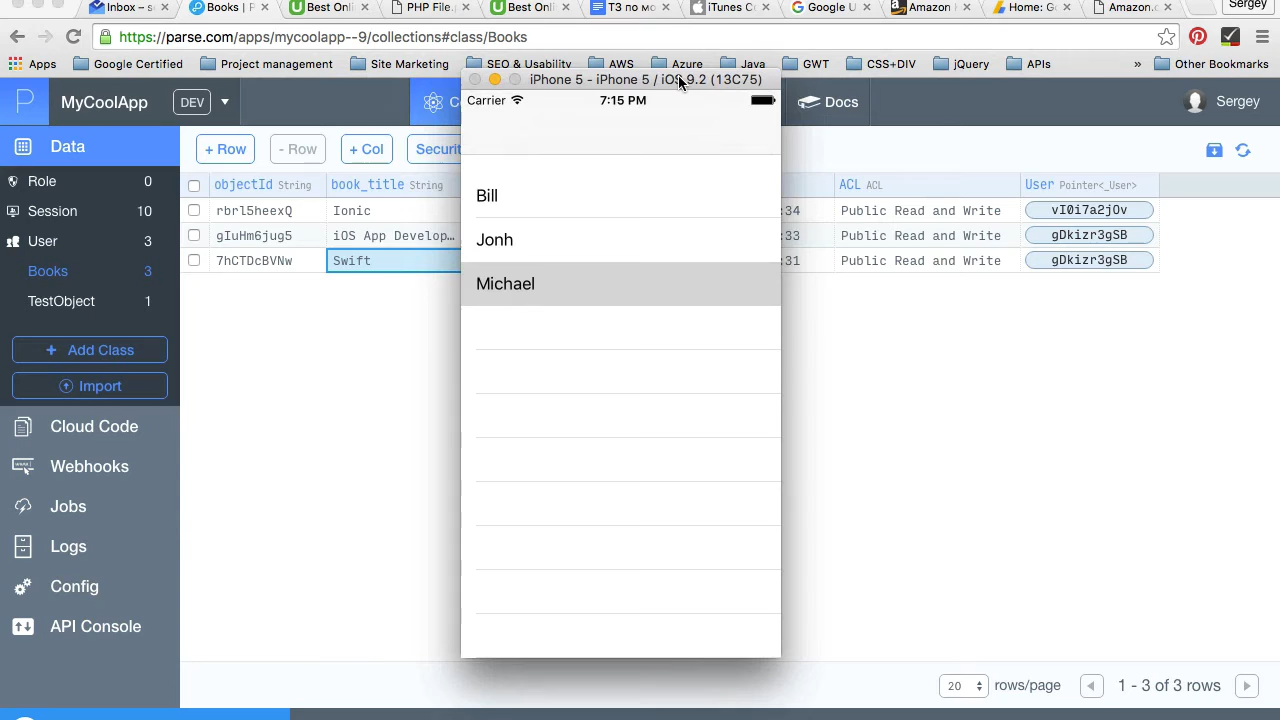 Inbox – s
Books | P
Best Onli
PHP File.
Best Onli
ТЗ по мо
iTunes C
Google U
Amazon
Home: G
Amazon.c
Sergey
https://parse.com/apps/mycoolapp--9/collections#class/Books
Apps
Google Certified
Project management
Site Marketing
SEO & Usability
AWS
Azure
Java
GWT
CSS+DIV
jQuery
APIs
»
Other Bookmarks
iPhone 5 - iPhone 5 / iOS 9.2 (13C75)
MyCoolApp
DEV
Docs
Sergey
Carrier
7:15 PM
Data
+ Row
- Row
+ Col
Securit
Role 0
Session 10
User 3
Books 3
TestObject 1
+ Add Class
Import
Cloud Code
Webhooks
Jobs
Logs
Config
API Console
objectId String
book_title String
ACL ACL
User Pointer<_User>
rbrl5heexQ
Ionic
:34
Public Read and Write
vI0i7a2jOv
gIuHm6jug5
iOS App Develop…
:33
Public Read and Write
gDkizr3gSB
7hCTDcBVNw
Swift
:31
Public Read and Write
gDkizr3gSB
Bill
Jonh
Michael
20
rows/page
1 - 3 of 3 rows